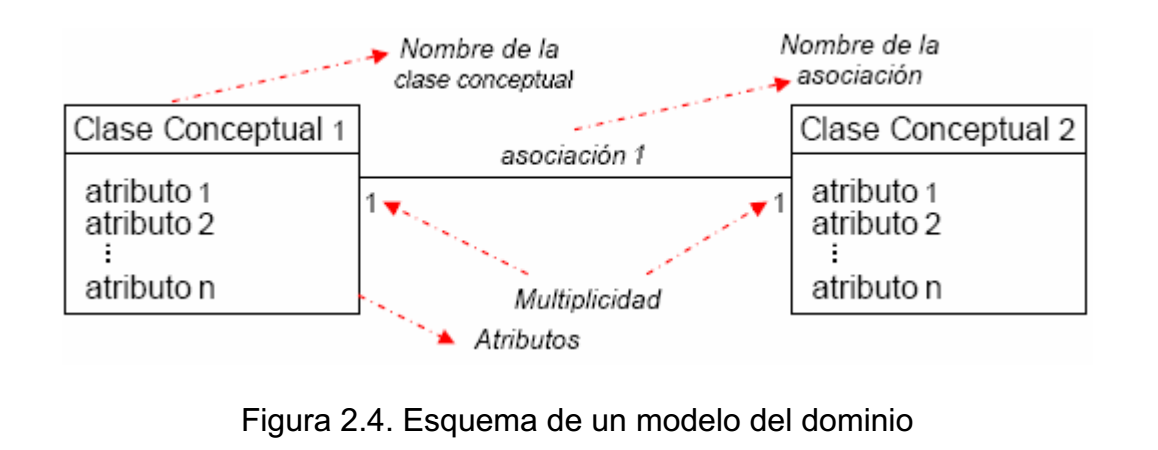 Nombre de la
clase conceptual
Nombre de la
asociación
Clase Conceptual 1
asociación 1
Clase Conceptual 2
atributo 1
atributo 2
⋮
atributo n
1
1
atributo 1
atributo 2
⋮
atributo n
Multiplicidad
Atributos
Figura 2.4. Esquema de un modelo del dominio